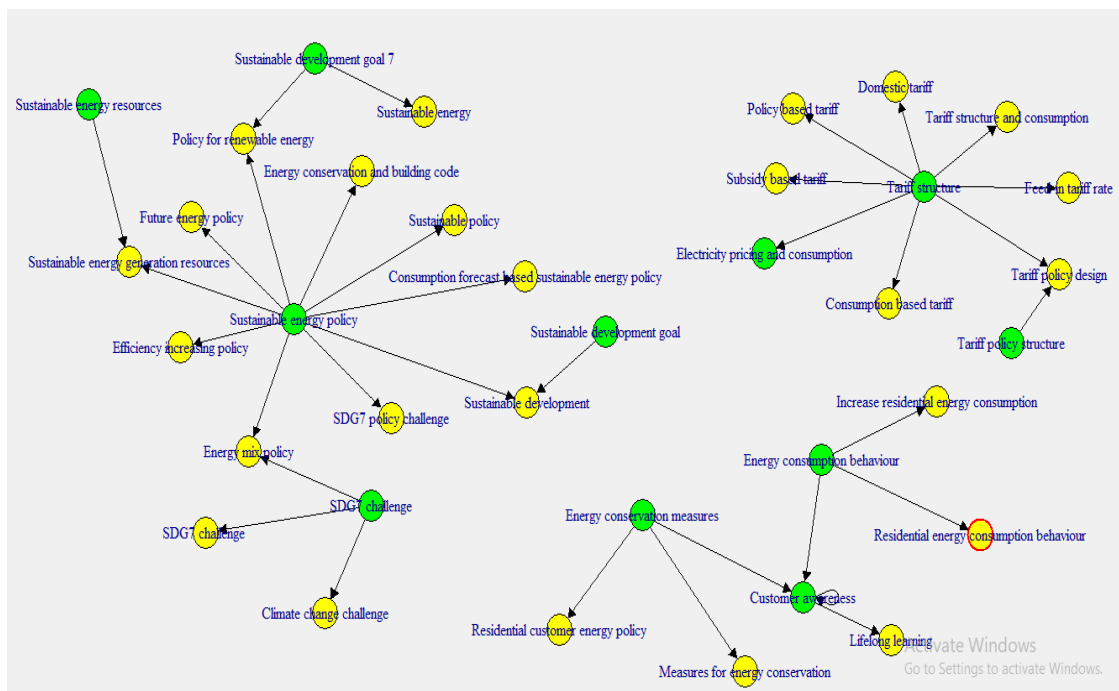 Sustainable development goal 7
Sustainable energy resources
Sustainable energy
Policy for renewable energy
Energy conservation and building code
Future energy policy
Sustainable policy
Sustainable energy generation resources
Consumption forecast based sustainable energy policy
Sustainable energy policy
Sustainable development goal
Efficiency increasing policy
Sustainable development
SDG7 policy challenge
Energy mix policy
SDG7 challenge
SDG7 challenge
Climate change challenge
Domestic tariff
Policy based tariff
Tariff structure and consumption
Subsidy based tariff
Tariff structure
Feed-in tariff rate
Electricity pricing and consumption
Tariff policy design
Consumption based tariff
Tariff policy structure
Increase residential energy consumption
Energy consumption behaviour
Energy conservation measures
Residential energy consumption behaviour
Customer awareness
Residential customer energy policy
Lifelong learning
Measures for energy conservation
Activate Windows
Go to Settings to activate Windows.